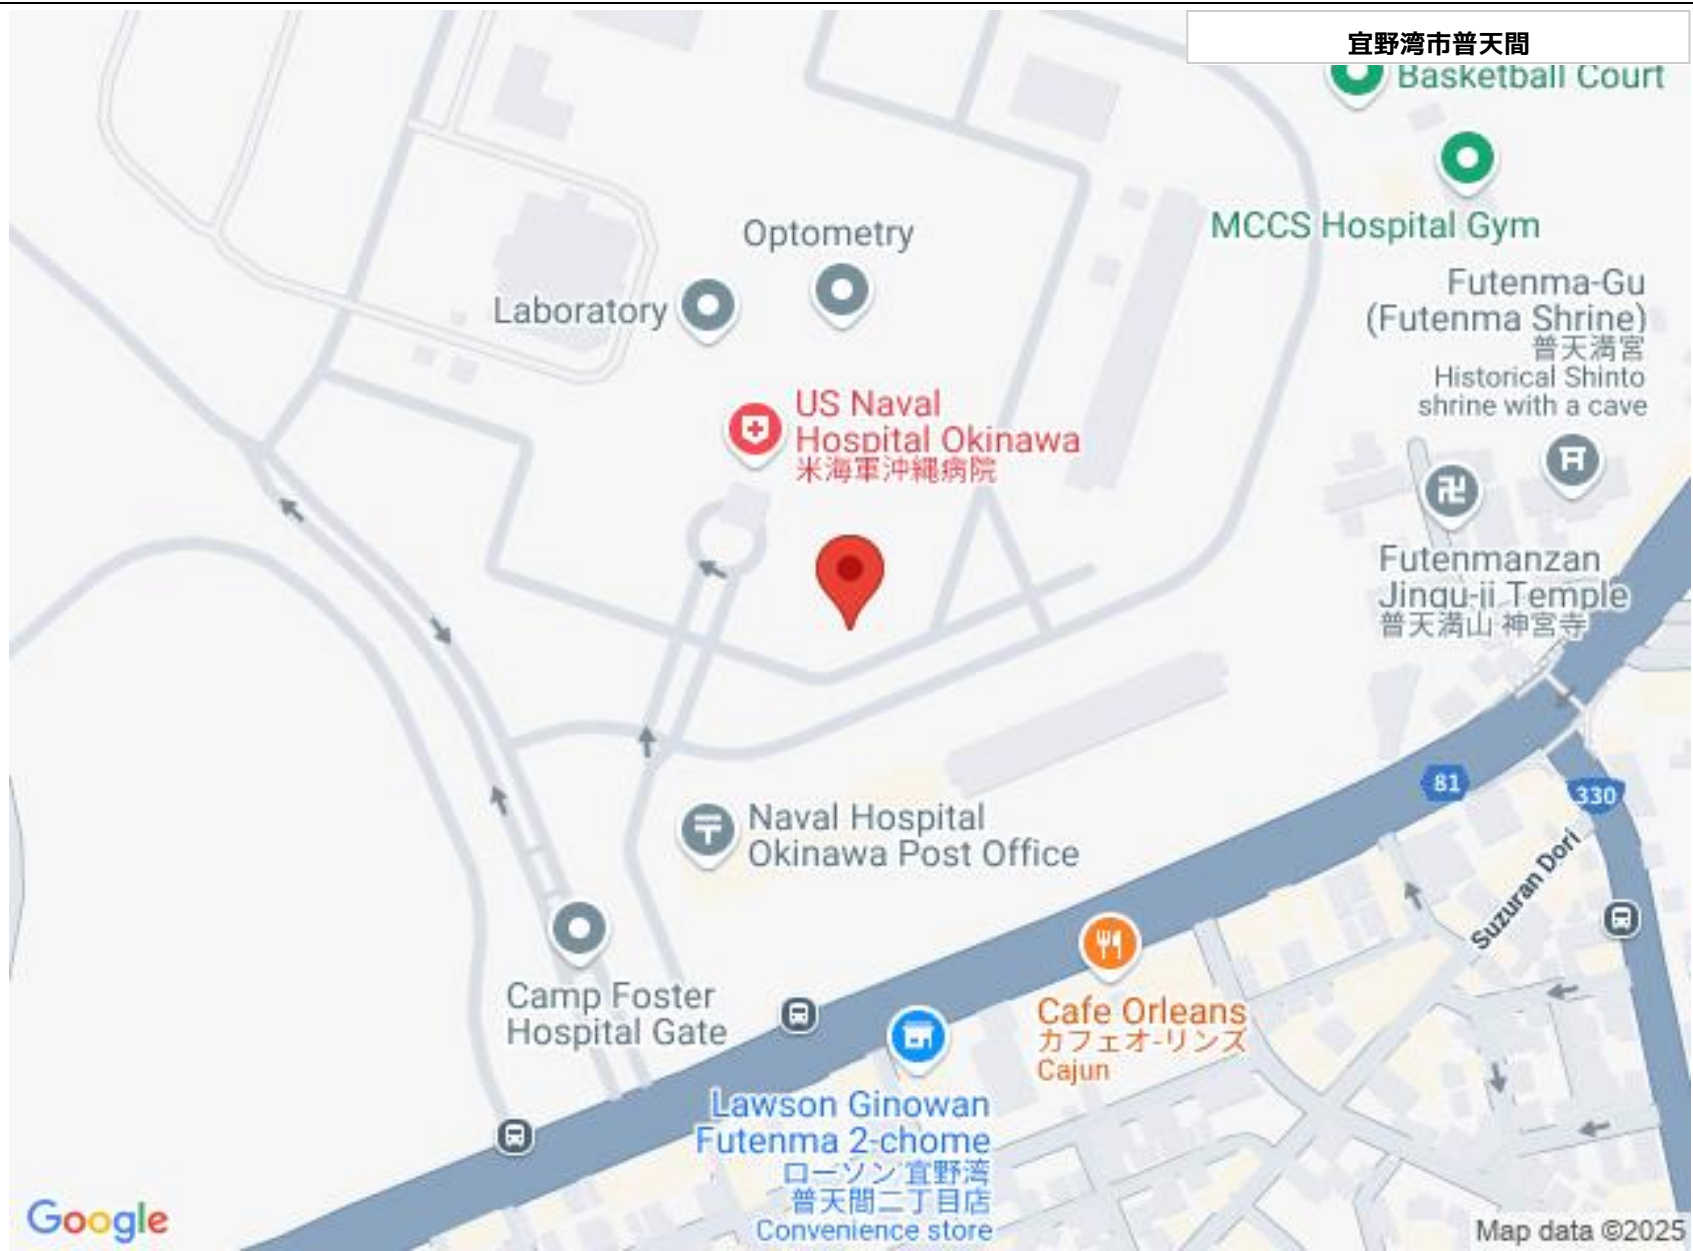 宜野湾市普天間
Basketball Court
MCCS Hospital Gym
Optometry
Laboratory
Futenma-Gu
(Futenma Shrine)
普天満宮
Historical Shinto
shrine with a cave
US Naval
Hospital Okinawa
米海軍沖縄病院
Futenmanzan
Jingu-ji Temple
普天満山 神宮寺
81
330
Naval Hospital
Okinawa Post Office
Suzuran Dori
Camp Foster
Hospital Gate
Cafe Orleans
カフェオ-リンズ
Cajun
Lawson Ginowan
Futenma 2-chome
ローソン 宜野湾
普天間二丁目店
Convenience store
Google
Map data ©2025